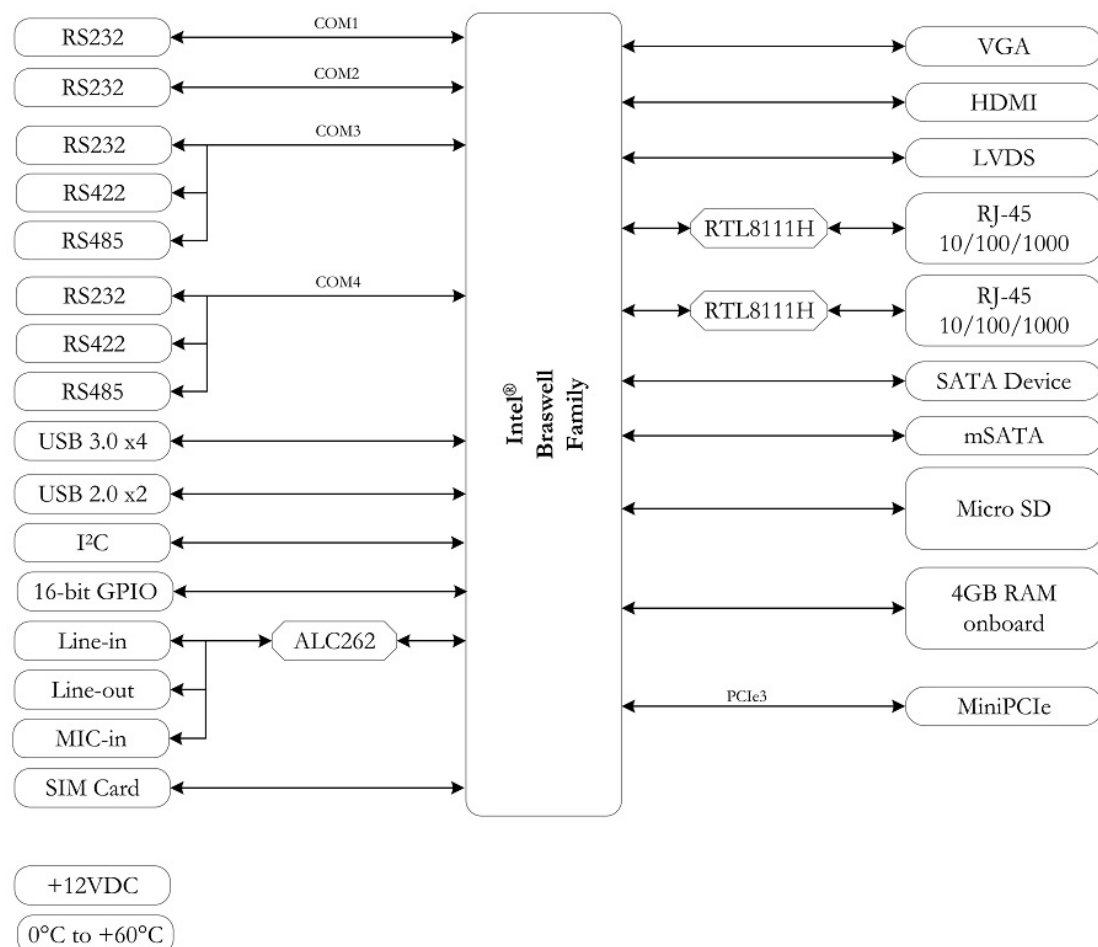 RS232
COM1
RS232
COM2
RS232
COM3
RS422
RS485
RS232
COM4
RS422
RS485
USB 3.0 x4
USB 2.0 x2
I²C
16-bit GPIO
Line-in
ALC262
Line-out
MIC-in
SIM Card
+12VDC
0°C to +60°C
Intel®
Braswell
Family
VGA
HDMI
LVDS
RTL8111H
RJ-45
10/100/1000
RTL8111H
RJ-45
10/100/1000
SATA Device
mSATA
Micro SD
4GB RAM
onboard
PCIe3
MiniPCIe